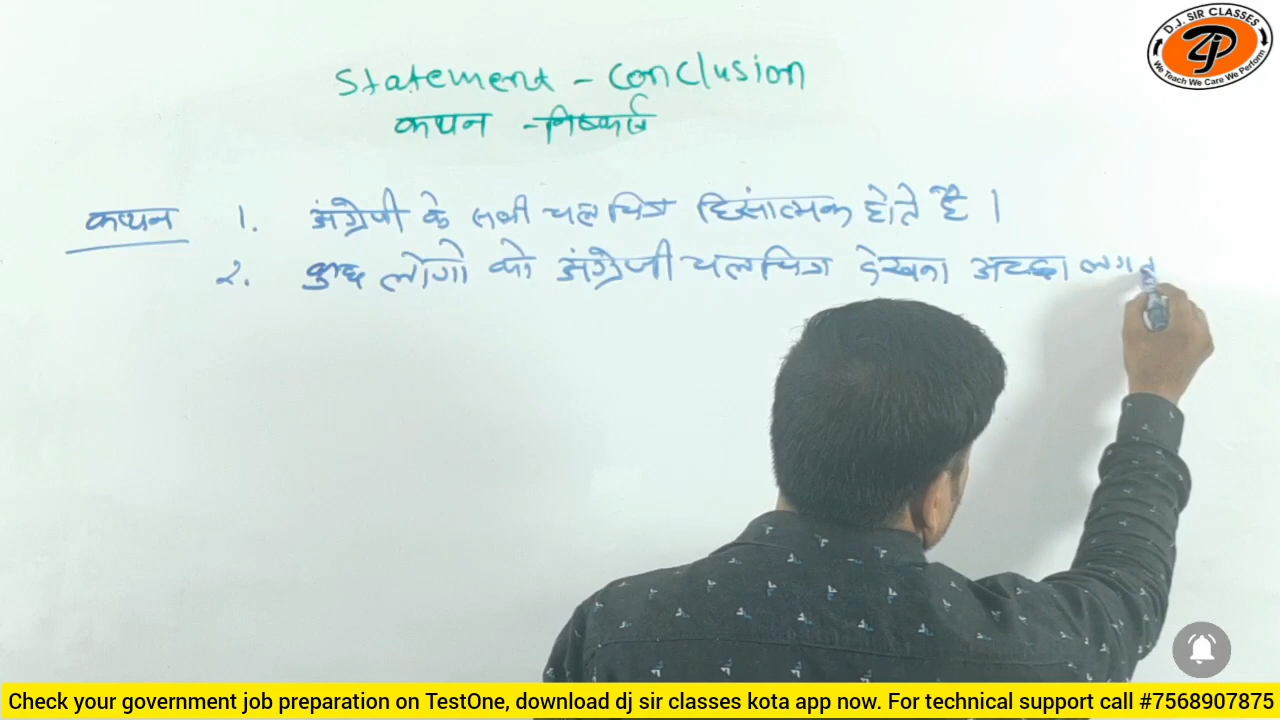 D.J. SIR CLASSES
We Teach We Care We Perform
Statement - Conclusion
कथन - निष्कर्ष
कथन 1. अंग्रेजी के सभी चलचित्र हिसांत्मक होते है ।
2. कुछ लोगो को अंग्रेजी चलचित्र देखना अच्छा लगत
Check your government job preparation on TestOne, download dj sir classes kota app now. For technical support call #7568907875